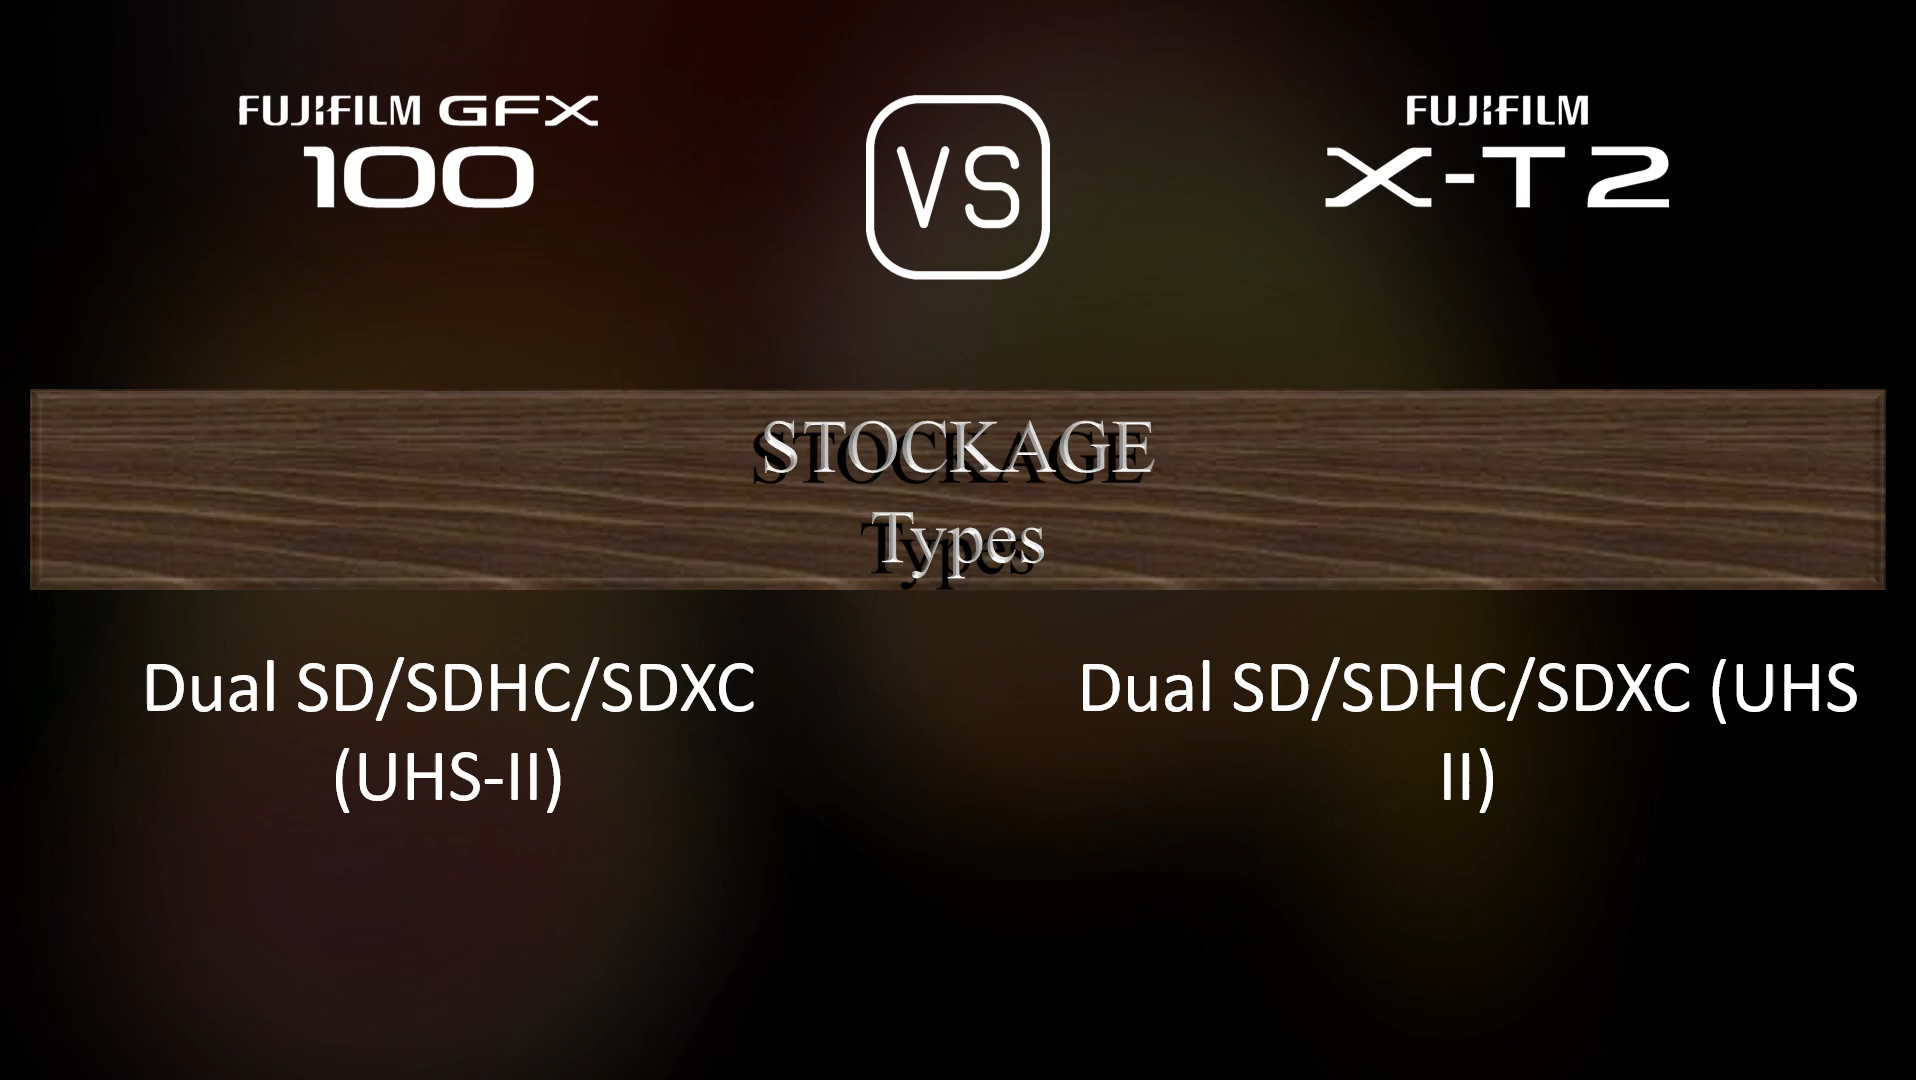 FUJIFILM GFX
100
VS
FUJIFILM
X-T2
STOCKAGE
Types
Dual SD/SDHC/SDXC
(UHS-II)
Dual SD/SDHC/SDXC (UHS
II)